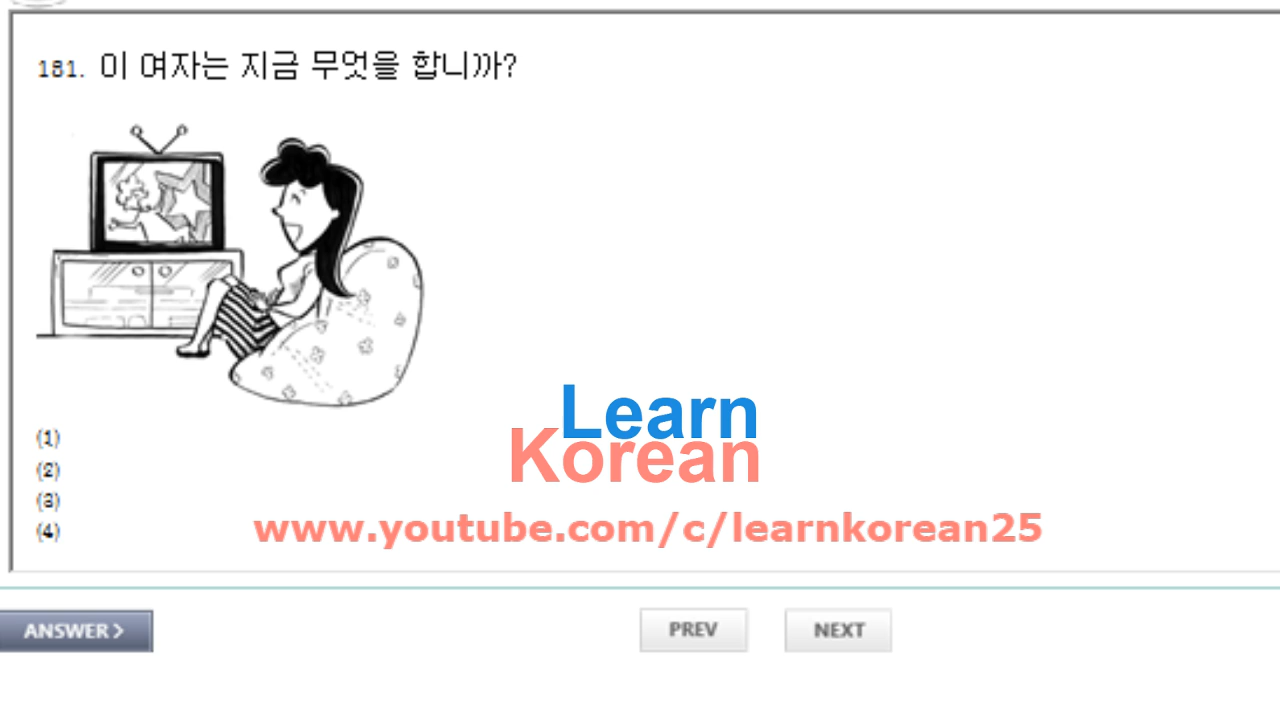 181. 이 여자는 지금 무엇을 합니까?
(1)
(2)
(3)
(4)
Learn
Korean
www.youtube.com/c/learnkorean25
ANSWER >
PREV
NEXT